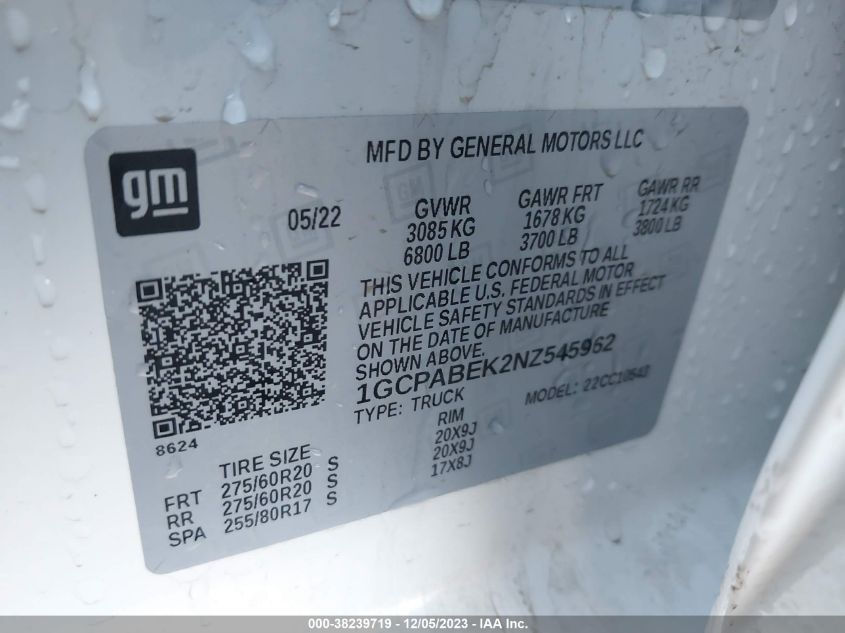 gm
MFD BY GENERAL MOTORS LLC
05/22
GVWR
3085 KG
6800 LB
GAWR FRT
1678 KG
3700 LB
GAWR RR
1724 KG
3800 LB
THIS VEHICLE CONFORMS TO ALL
APPLICABLE U.S. FEDERAL MOTOR
VEHICLE SAFETY STANDARDS IN EFFECT
ON THE DATE OF MANUFACTURE
SHOWN ABOVE.
1GCPABEK2NZ545962
TYPE: TRUCK
MODEL: 22CC10543
8624
TIRE SIZE
RIM
FRT 275/60R20 S 20X9J
RR 275/60R20 S 20X9J
SPA 255/80R17 S 17X8J
000-38239719 - 12/05/2023 - IAA Inc.